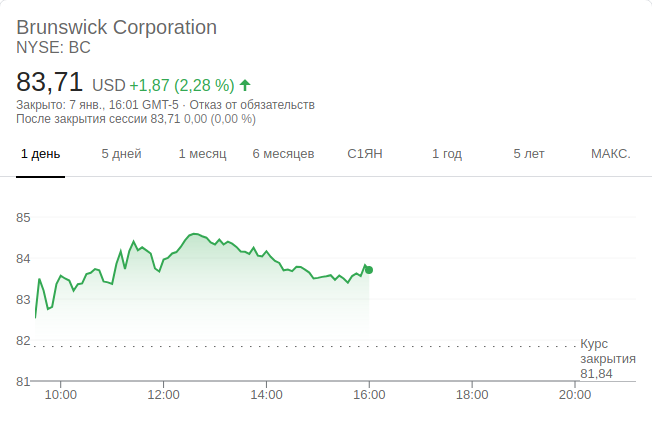 Brunswick Corporation
NYSE: BC
83,71 USD +1,87 (2,28 %)
Закрыто: 7 янв., 16:01 GMT-5 · Отказ от обязательств
После закрытия сессии 83,71 0,00 (0,00 %)
1 день 5 дней 1 месяц 6 месяцев С1ЯН 1 год 5 лет МАКС.
85
84
83
82
Курс
закрытия
81,84
81
10:00 12:00 14:00 16:00 18:00 20:00